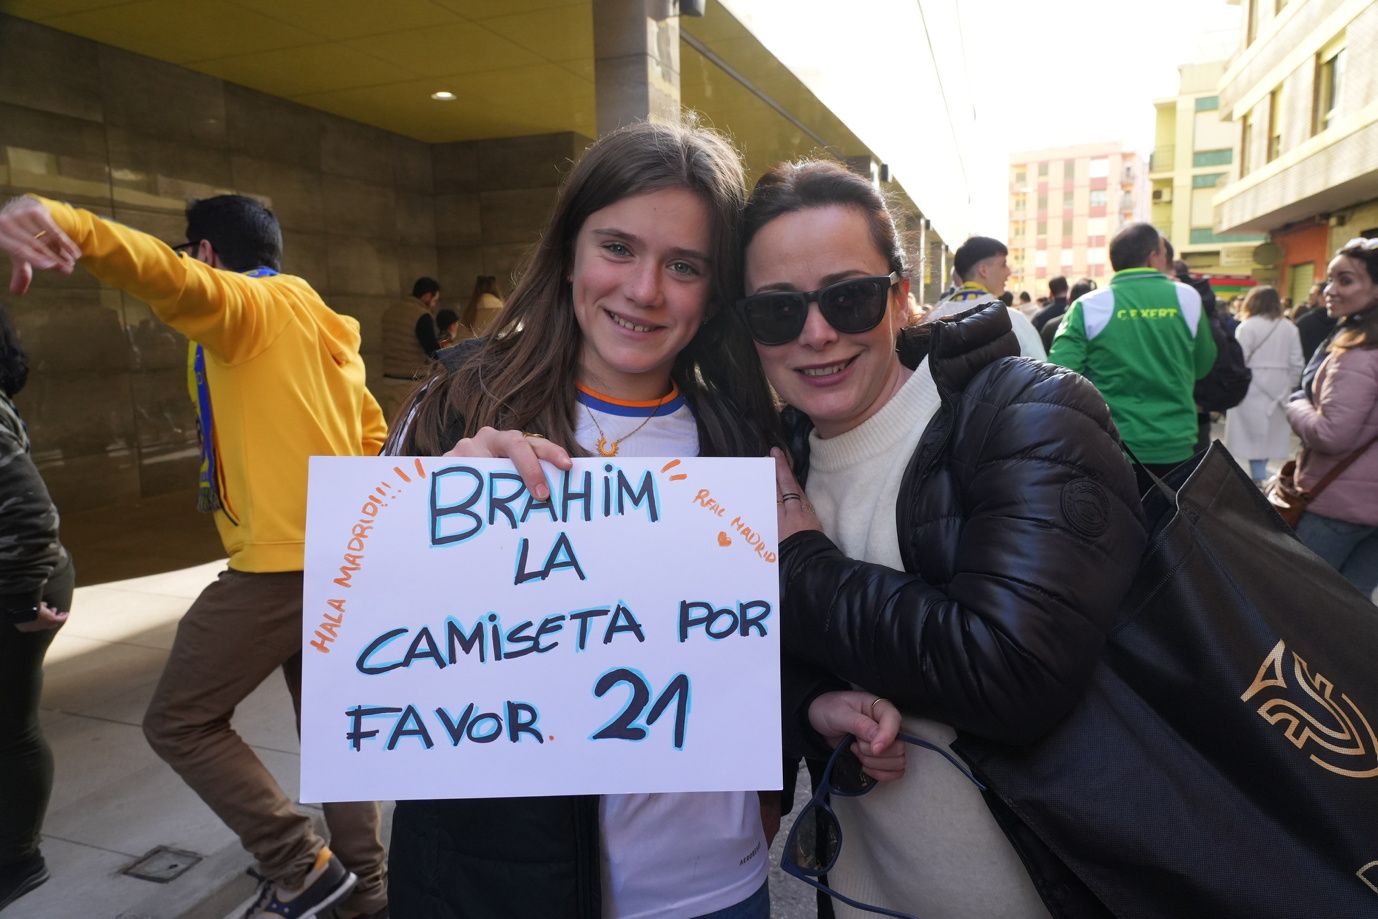 HALA MADRID!!!
"BRAHiM"
LA
CAMiSETA POR
FAVOR. 21
REAL MADRID
C.F.XERT